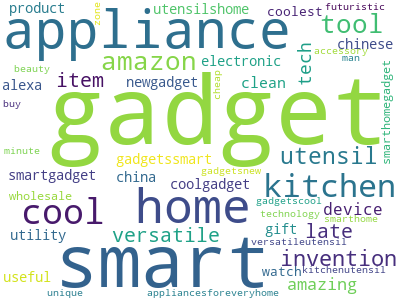 product utensilshome coolest futuristic
zone
appliance tool
amazon electronic chinese
alexa item newgadget tech clean accessory man
beauty
buy gadget cheap smarthomegadget
minute
gadgetssmart utensil
smartgadget china coolgadget gadgetsnew kitchen
wholesale cool home gadgetscool device
technology smarthome
utility versatile gift late
versatileutensil
smart invention
useful watch kitchenutensil
amazing
unique appliancesforeveryhome